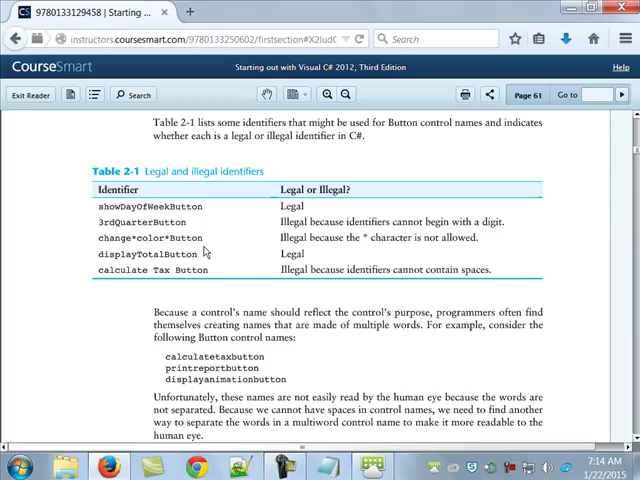 9780133129458 | Starting ...
instructors.coursesmart.com/9780133250602/firstsection#X2ludC
Search
CourseSmart
Starting out with Visual C# 2012, Third Edition
Help
Exit Reader
Search
Page 61
Go to
Table 2-1 lists some identifiers that might be used for Button control names and indicates
whether each is a legal or illegal identifier in C#.
Table 2-1 Legal and illegal identifiers
Identifier Legal or Illegal?
showDayOfWeekButton Legal
3rdQuarterButton Illegal because identifiers cannot begin with a digit.
change*color*Button Illegal because the * character is not allowed.
displayTotalButton Legal
calculate Tax Button Illegal because identifiers cannot contain spaces.
Because a control's name should reflect the control's purpose, programmers often find
themselves creating names that are made of multiple words. For example, consider the
following Button control names:
calculatetaxbutton
printreportbutton
displayanimationbutton
Unfortunately, these names are not easily read by the human eye because the words are
not separated. Because we cannot have spaces in control names, we need to find another
way to separate the words in a multiword control name to make it more readable to the
human eye.
7:14 AM
1/22/2015